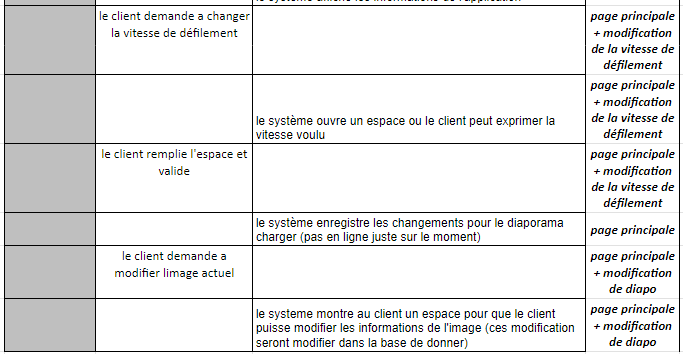 le client demande a changer
la vitesse de défilement
page principale
+ modification
de la vitesse de
défilement
le système ouvre un espace ou le client peut exprimer la
vitesse voulu
page principale
+ modification
de la vitesse de
défilement
le client remplie l'espace et
valide
page principale
+ modification
de la vitesse de
défilement
le système enregistre les changements pour le diaporama
charger (pas en ligne juste sur le moment)
page principale
le client demande a
modifier limage actuel
page principale
+ modification
de diapo
le systeme montre au client un espace pour que le client
puisse modifier les informations de l'image (ces modification
seront modifier dans la base de donner)
page principale
+ modification
de diapo